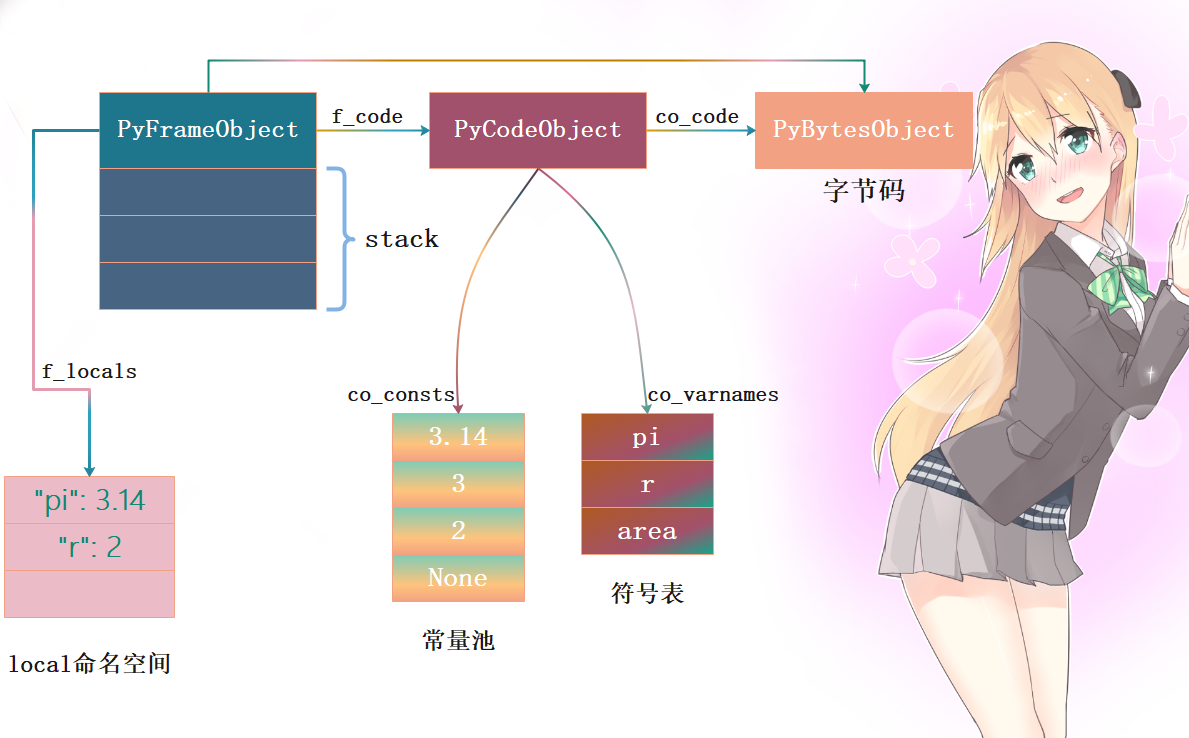 PyFrameObject
f_code
PyCodeObject
co_code
PyBytesObject
字节码
stack
f_locals
co_consts
co_varnames
3.14
3
2
None
常量池
pi
r
area
符号表
"pi": 3.14
"r": 2
local命名空间